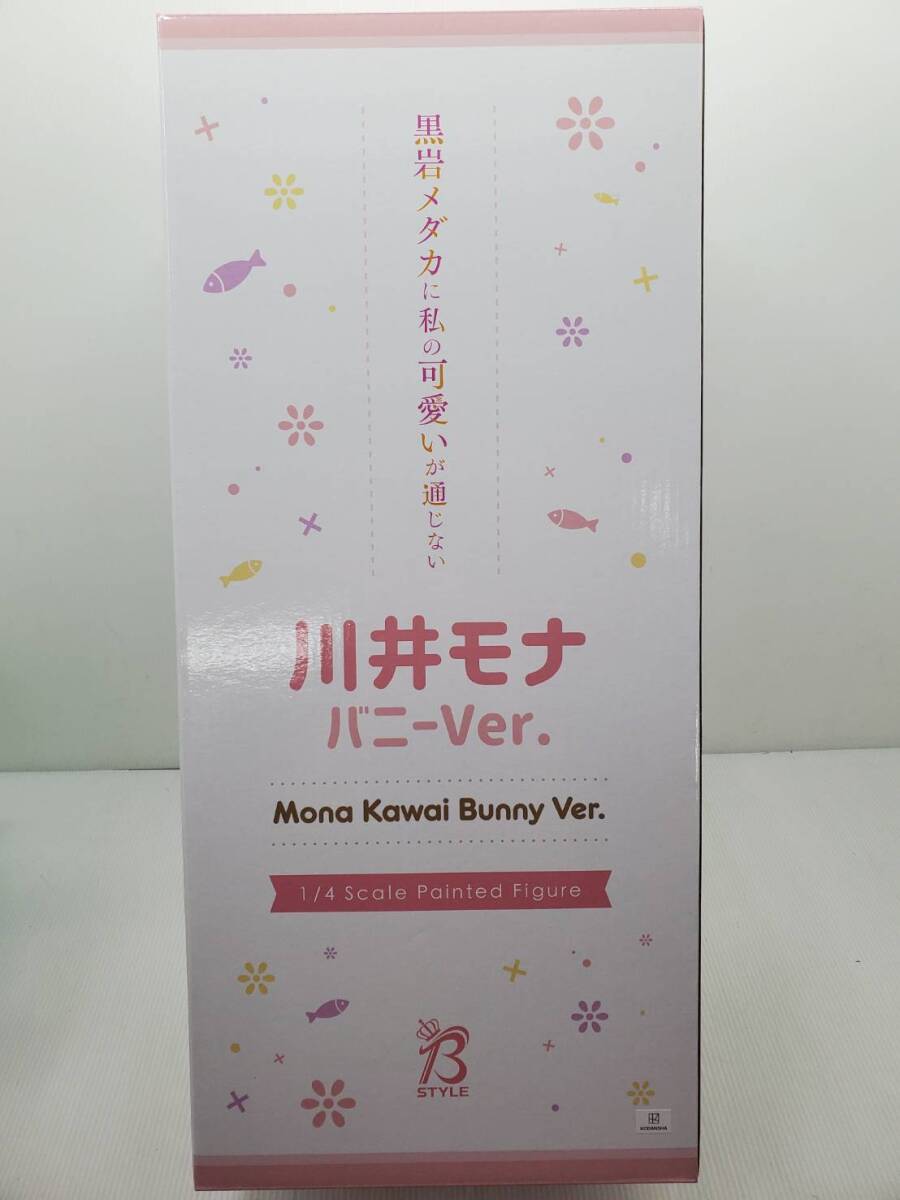 黒岩メダカに私の可愛いが通じない
川井モナ
バニーVer.
Mona Kawai Bunny Ver.
1/4 Scale Painted Figure
B
STYLE
KODANSHA